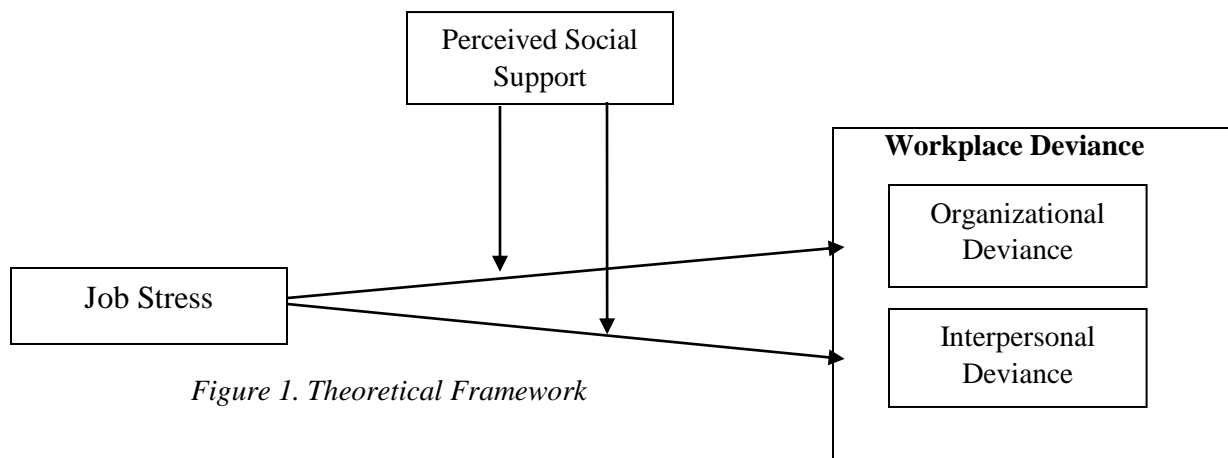 Perceived Social
Support
Workplace Deviance
Organizational
Deviance
Job Stress
Interpersonal
Deviance
Figure 1. Theoretical Framework